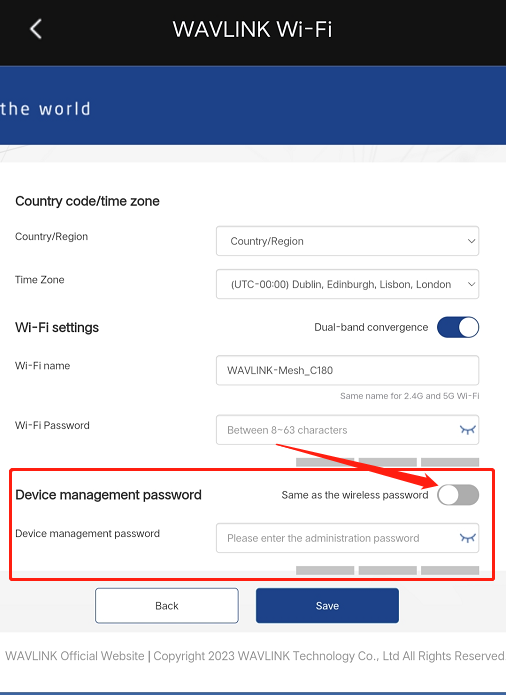 WAVLINK Wi-Fi
the world
Country code/time zone
Country/Region
Country/Region
Time Zone
(UTC-00:00) Dublin, Edinburgh, Lisbon, London
Wi-Fi settings
Dual-band convergence
Wi-Fi name
WAVLINK-Mesh_C180
Same name for 2.4G and 5G Wi-Fi
Wi-Fi Password
Between 8~63 characters
Device management password
Same as the wireless password
Device management password
Please enter the administration password
Back
Save
WAVLINK Official Website | Copyright 2023 WAVLINK Technology Co., Ltd All Rights Reserved